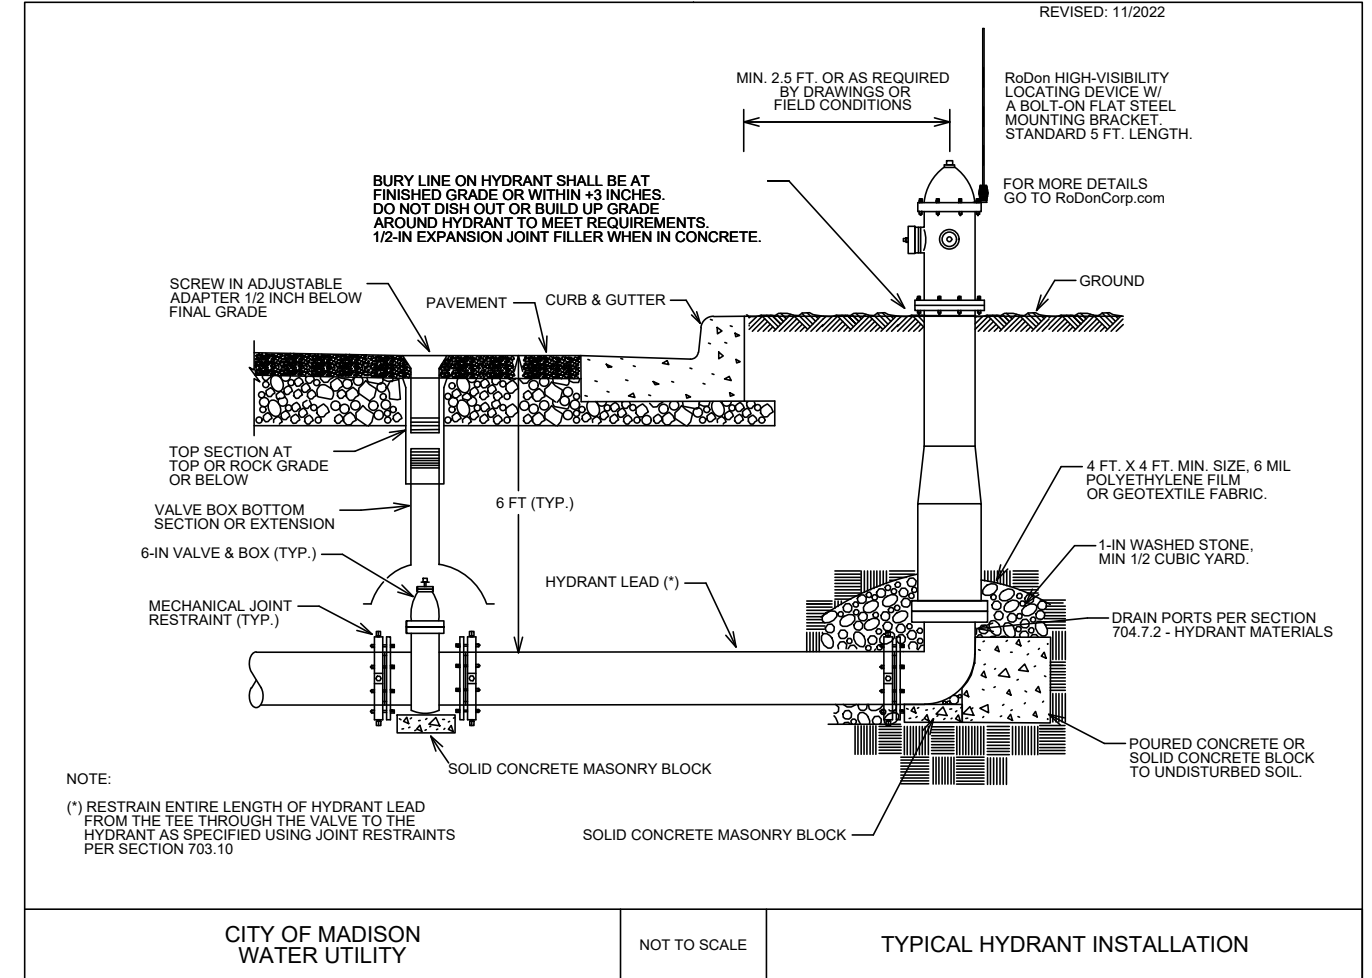 REVISED: 11/2022
MIN. 2.5 FT. OR AS REQUIRED
BY DRAWINGS OR
FIELD CONDITIONS
RoDon HIGH-VISIBILITY
LOCATING DEVICE W/
A BOLT-ON FLAT STEEL
MOUNTING BRACKET.
STANDARD 5 FT. LENGTH.
FOR MORE DETAILS
GO TO RoDonCorp.com
BURY LINE ON HYDRANT SHALL BE AT
FINISHED GRADE OR WITHIN +3 INCHES.
DO NOT DISH OUT OR BUILD UP GRADE
AROUND HYDRANT TO MEET REQUIREMENTS.
1/2-IN EXPANSION JOINT FILLER WHEN IN CONCRETE.
SCREW IN ADJUSTABLE
ADAPTER 1/2 INCH BELOW
FINAL GRADE
PAVEMENT
CURB & GUTTER
GROUND
TOP SECTION AT
TOP OR ROCK GRADE
OR BELOW
VALVE BOX BOTTOM
SECTION OR EXTENSION
6 FT (TYP.)
4 FT. X 4 FT. MIN. SIZE, 6 MIL
POLYETHYLENE FILM
OR GEOTEXTILE FABRIC.
6-IN VALVE & BOX (TYP.)
1-IN WASHED STONE,
MIN 1/2 CUBIC YARD.
HYDRANT LEAD (*)
MECHANICAL JOINT
RESTRAINT (TYP.)
DRAIN PORTS PER SECTION
704.7.2 - HYDRANT MATERIALS
POURED CONCRETE OR
SOLID CONCRETE BLOCK
TO UNDISTURBED SOIL.
SOLID CONCRETE MASONRY BLOCK
NOTE:
(*) RESTRAIN ENTIRE LENGTH OF HYDRANT LEAD
FROM THE TEE THROUGH THE VALVE TO THE
HYDRANT AS SPECIFIED USING JOINT RESTRAINTS
PER SECTION 703.10
SOLID CONCRETE MASONRY BLOCK
CITY OF MADISON
WATER UTILITY
NOT TO SCALE
TYPICAL HYDRANT INSTALLATION